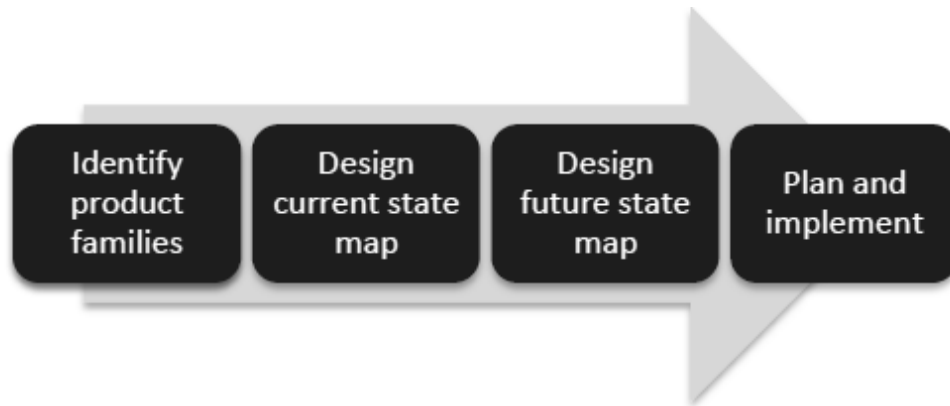 Identify
product
families
Design
current state
map
Design
future state
map
Plan and
implement